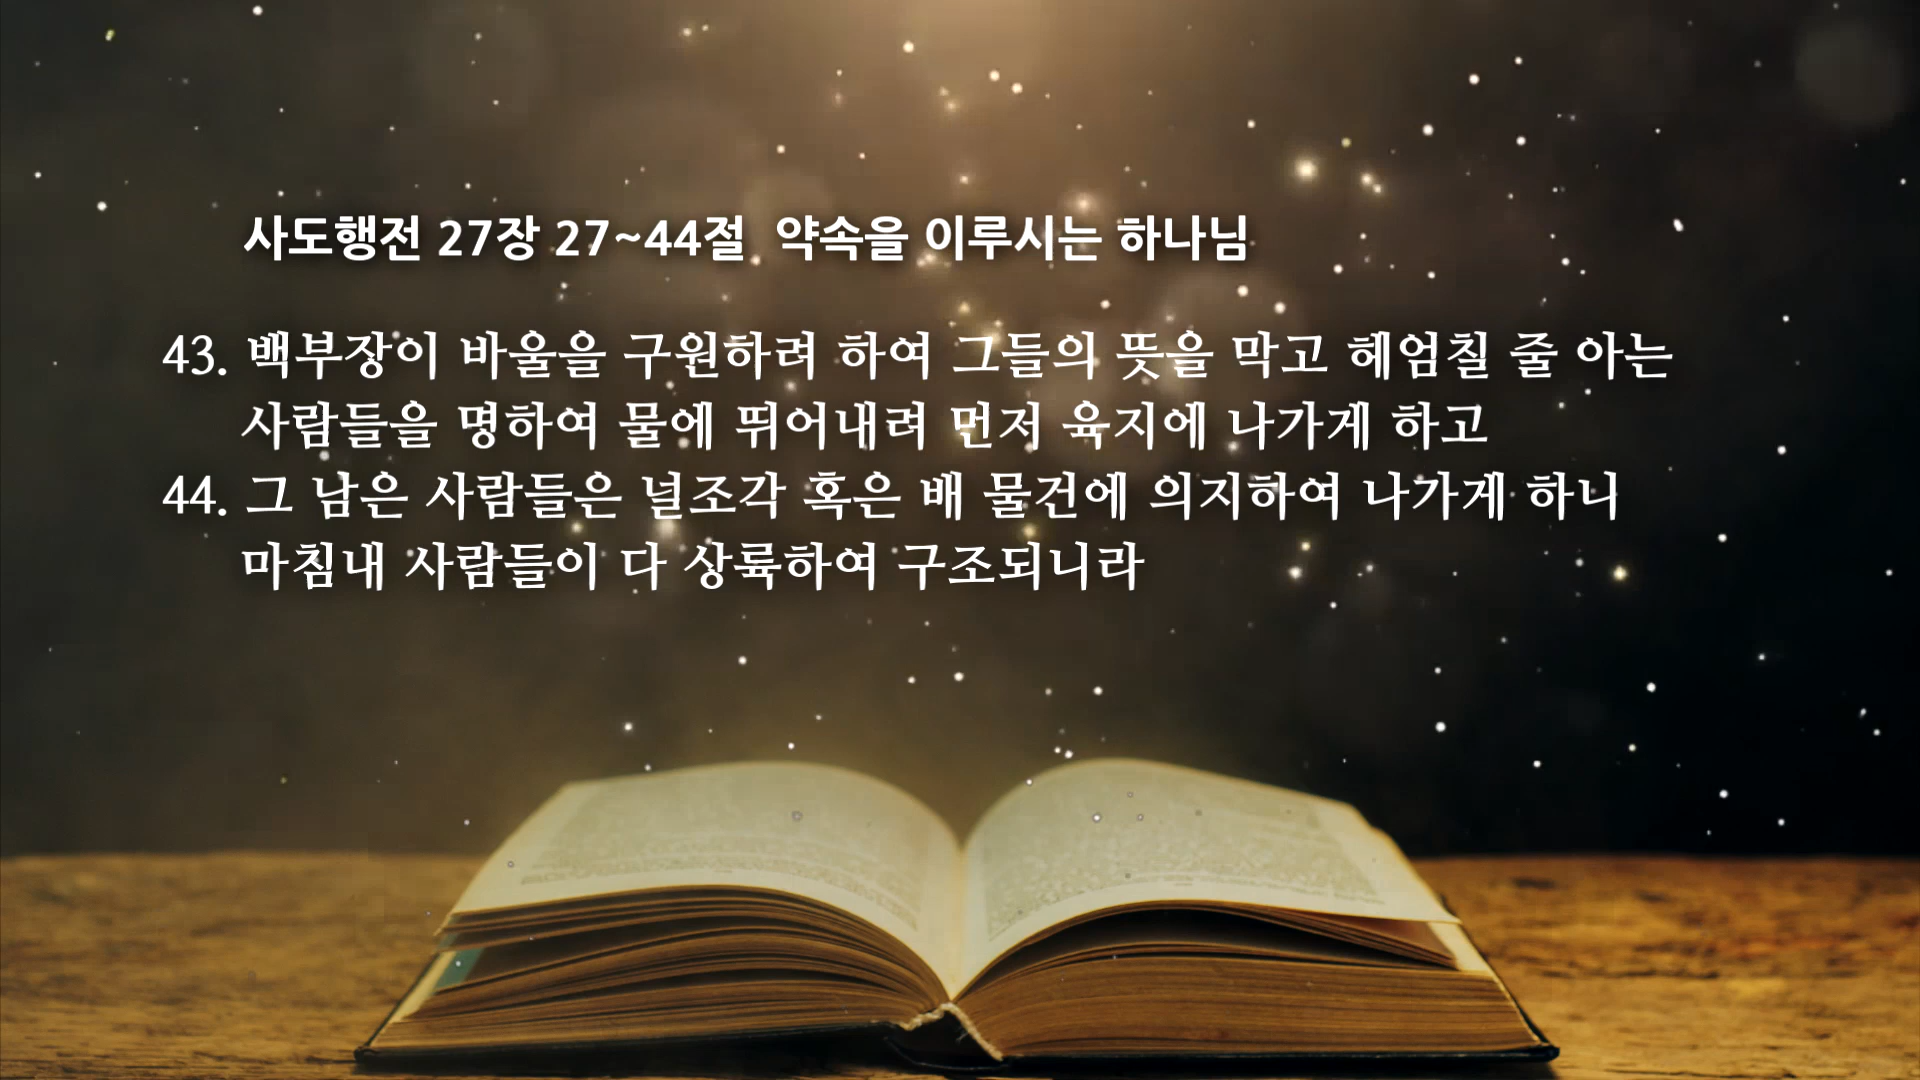 사도행전 27장 27~44절 약속을 이루시는 하나님
43. 백부장이 바울을 구원하려 하여 그들의 뜻을 막고 헤엄칠 줄 아는
사람들을 명하여 물에 뛰어내려 먼저 육지에 나가게 하고
44. 그 남은 사람들은 널조각 혹은 배 물건에 의지하여 나가게 하니
마침내 사람들이 다 상륙하여 구조되니라